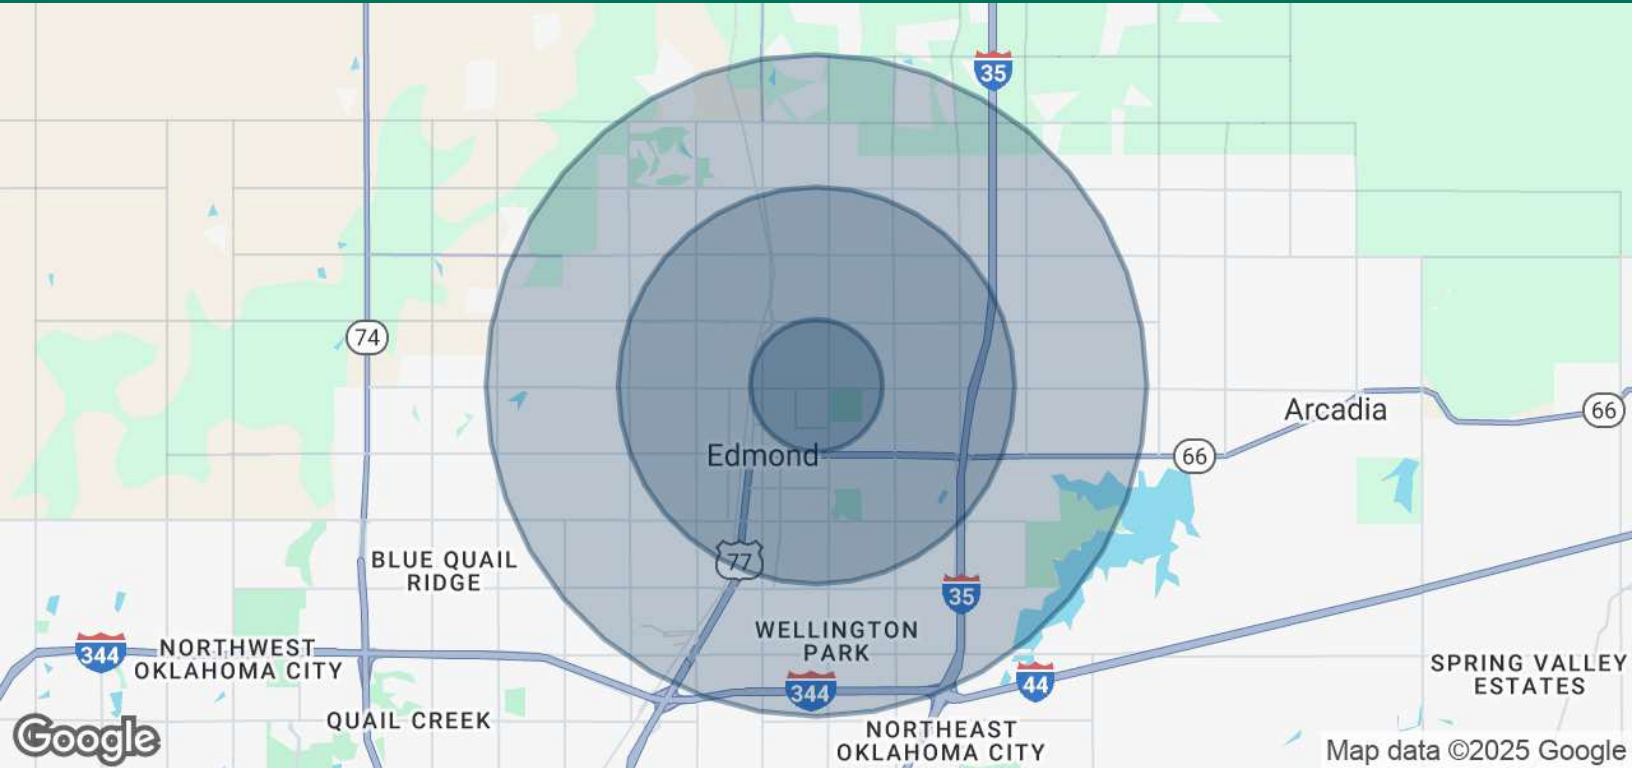 35
74
Arcadia
66
Edmond
66
77
BLUE QUAIL
RIDGE
35
WELLINGTON
PARK
344
NORTHWEST
OKLAHOMA CITY
344
44
SPRING VALLEY
ESTATES
QUAIL CREEK
NORTHEAST
OKLAHOMA CITY
Google
Map data ©2025 Google